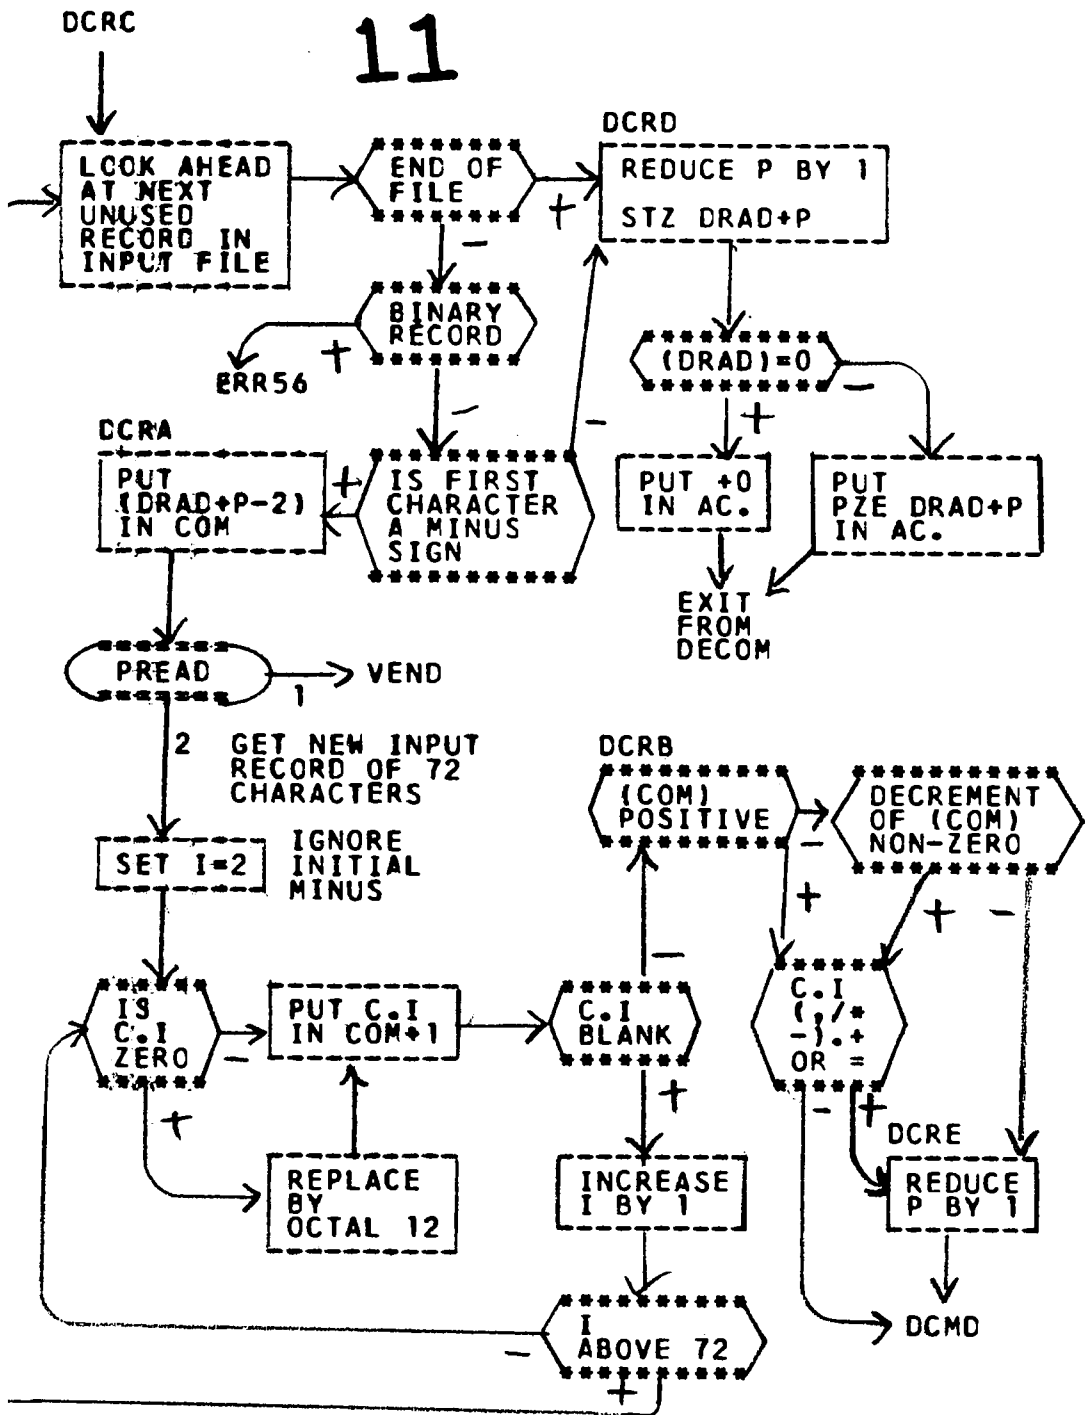 DCRC
11
LOOK AHEAD
AT NEXT
UNUSED
RECORD IN
INPUT FILE
END OF
FILE
+
-
DCRD
REDUCE P BY 1
STZ DRAD+P
BINARY
RECORD
+
-
ERR56
(DRAD)=0
-
+
PUT +0
IN AC.
PUT
PZE DRAD+P
IN AC.
EXIT
FROM
DECOM
DCRA
PUT
(DRAD+P-2)
IN COM
IS FIRST
CHARACTER
A MINUS
SIGN
+
-
PREAD
1
VEND
2
GET NEW INPUT
RECORD OF 72
CHARACTERS
SET I=2
IGNORE
INITIAL
MINUS
DCRB
(COM)
POSITIVE
-
+
DECREMENT
OF (COM)
NON-ZERO
+
-
IS
C.I
ZERO
-
+
PUT C.I
IN COM+1
C.I
BLANK
-
+
C.I
(,/*
-).+
OR =
-
+
REPLACE
BY
OCTAL 12
INCREASE
I BY 1
DCRE
REDUCE
P BY 1
I
ABOVE 72
-
+
DCMD